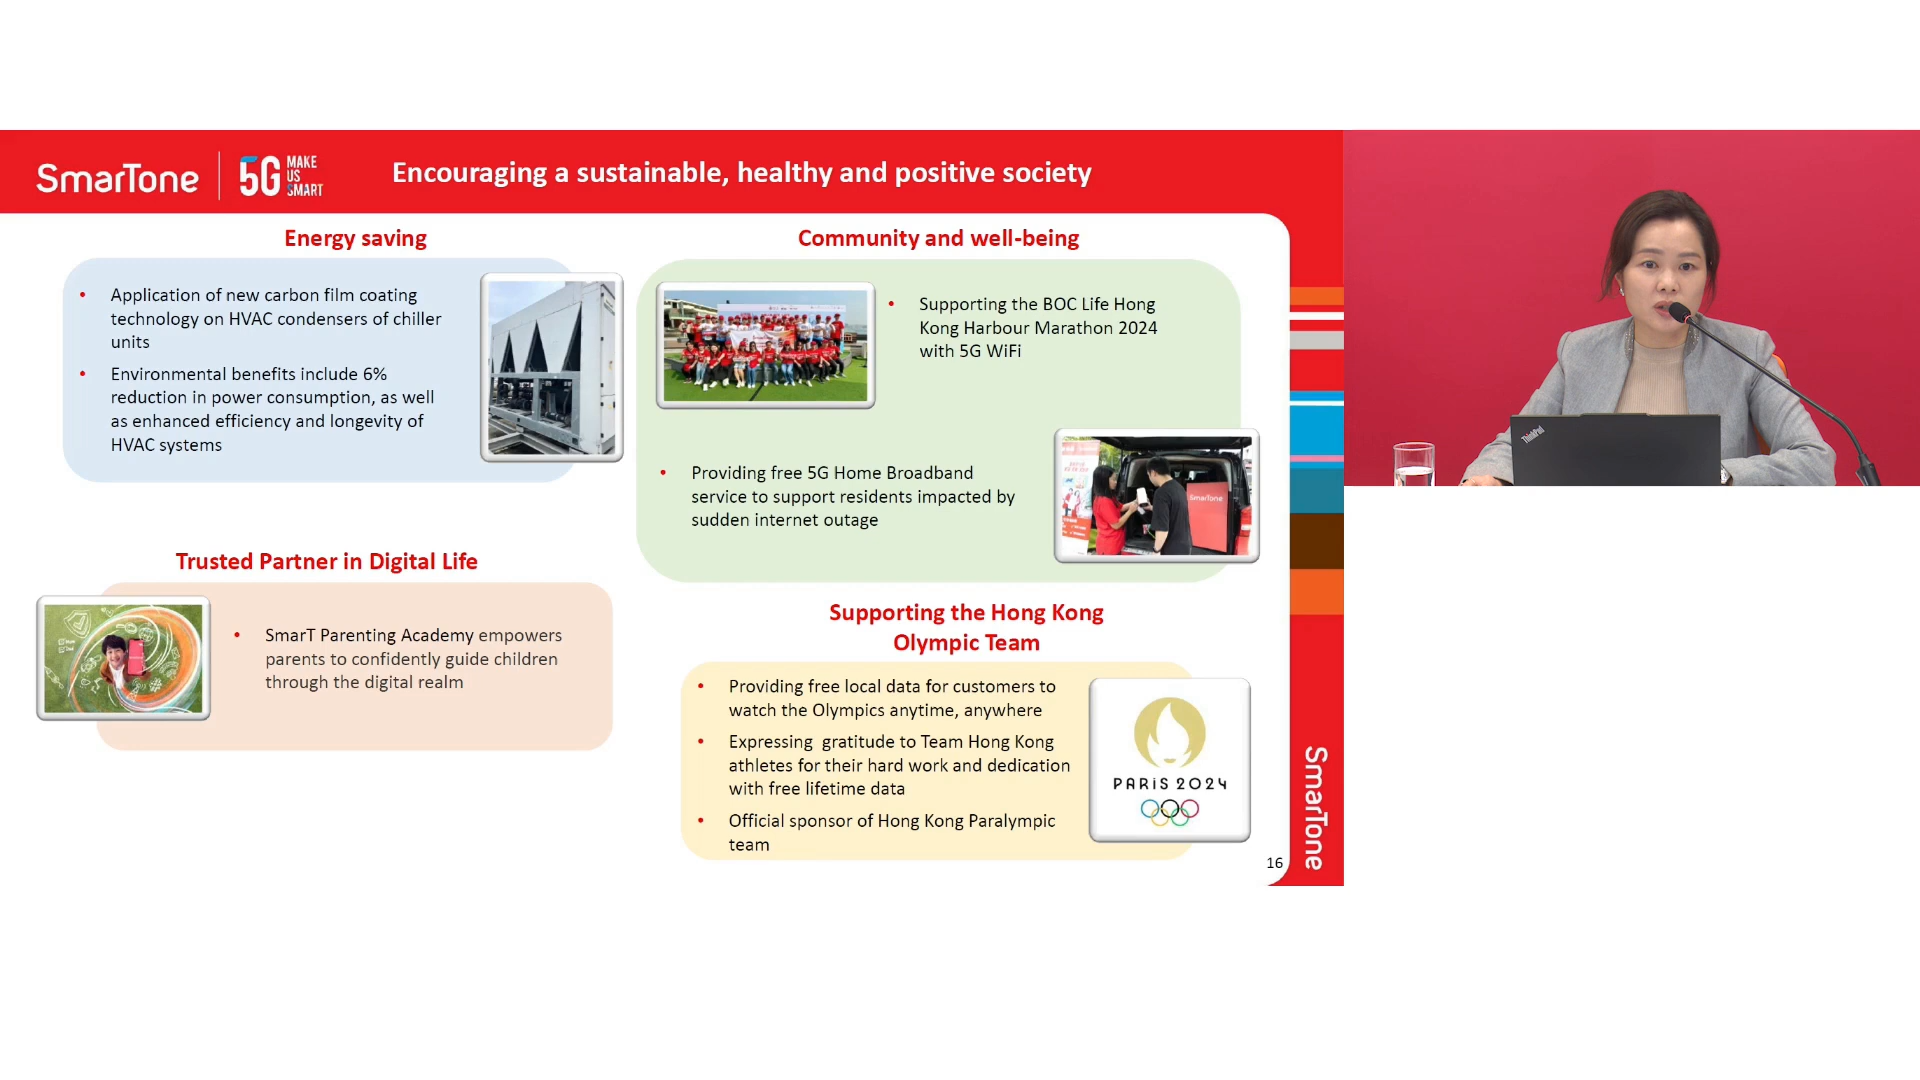 SmarTone
5G
MAKE
US
SMART
Encouraging a sustainable, healthy and positive society
Energy saving
• Application of new carbon film coating
technology on HVAC condensers of chiller
units
• Environmental benefits include 6%
reduction in power consumption, as well
as enhanced efficiency and longevity of
HVAC systems
Community and well-being
• Supporting the BOC Life Hong
Kong Harbour Marathon 2024
with 5G WiFi
• Providing free 5G Home Broadband
service to support residents impacted by
sudden internet outage
SmarTone
Trusted Partner in Digital Life
• SmarT Parenting Academy empowers
parents to confidently guide children
through the digital realm
Supporting the Hong Kong
Olympic Team
• Providing free local data for customers to
watch the Olympics anytime, anywhere
• Expressing gratitude to Team Hong Kong
athletes for their hard work and dedication
with free lifetime data
• Official sponsor of Hong Kong Paralympic
team
PARIS 2024
16
SmarTone
ThinkPad